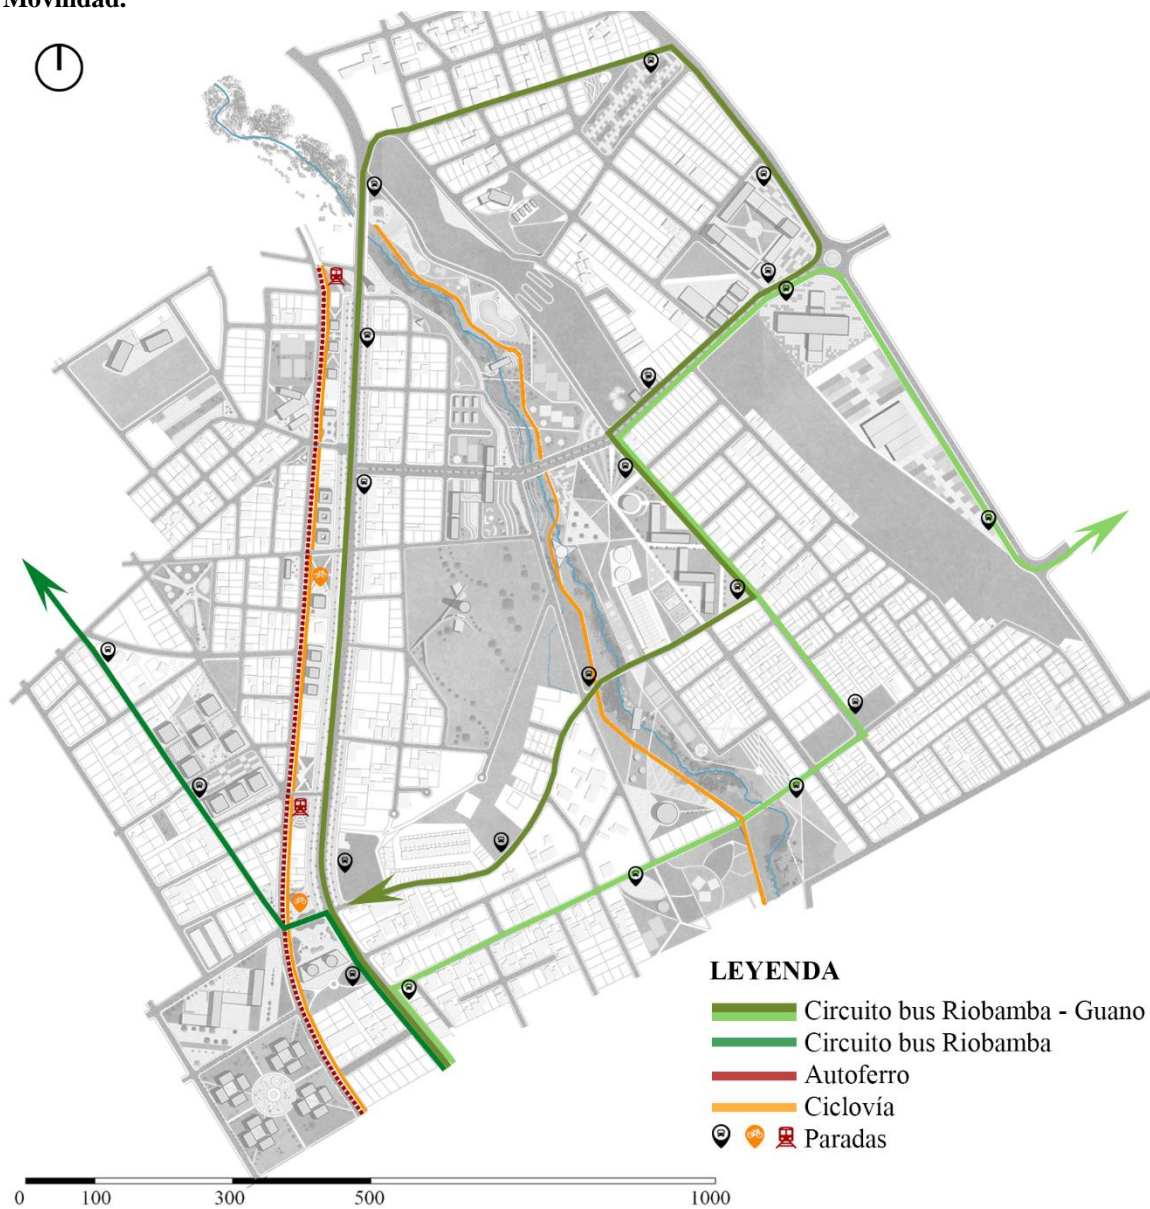 Movilidad.
LEYENDA
Circuito bus Riobamba - Guano
Circuito bus Riobamba
Autoferro
Ciclovía
Paradas
0 100 300 500 1000